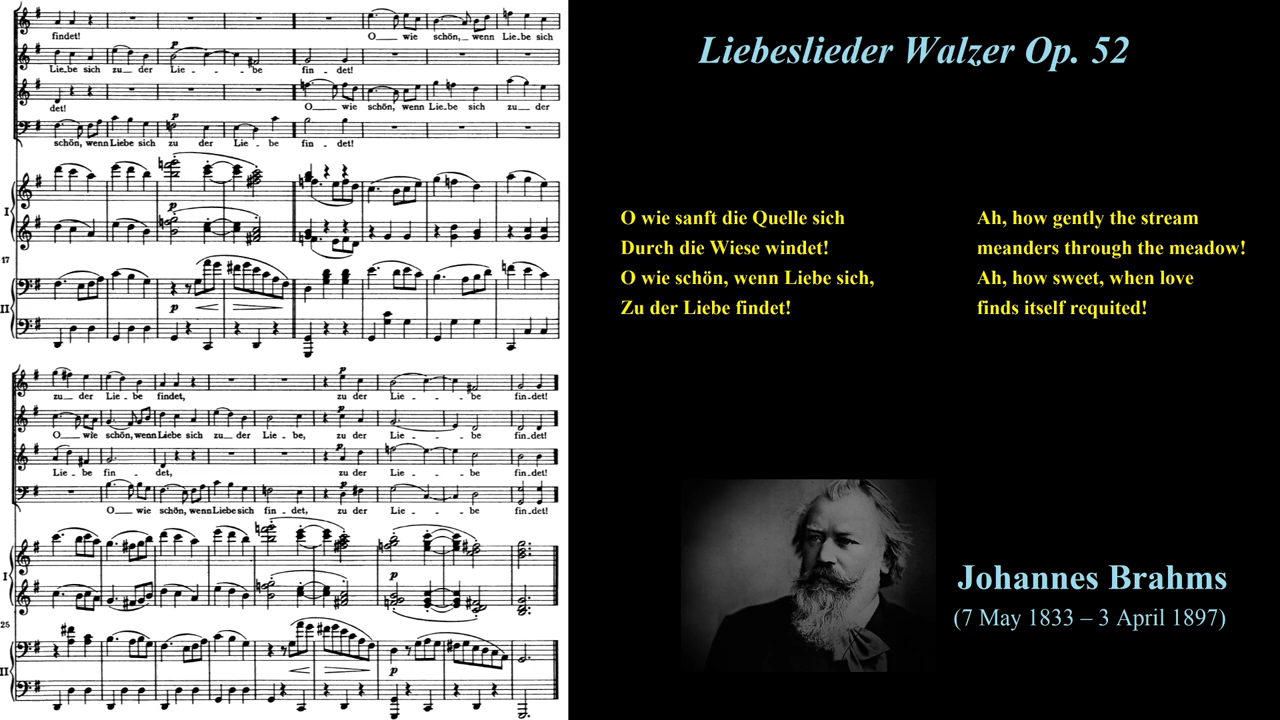 findet! O wie schön, wenn Lie-be sich
Lie-be sich zu der Lie - - be fin - det!
det! O wie schön, wenn Lie-be sich zu der
schön, wenn Liebe sich zu der Lie - be fin - det!
p
p
p
I
17
II
p
zu der Lie - be findet, zu der Lie - - be fin-det!
O wie schön, wenn Liebe sich zu der Lie - be, zu der Lie - - be fin-det!
Lie - be fin - det, zu der Lie - - be fin-det!
O wie schön, wenn Liebe sich fin - det, zu der Lie - - be fin-det!
p
p
p
p
I
p
25
II
p
Liebeslieder Walzer Op. 52
O wie sanft die Quelle sich
Durch die Wiese windet!
O wie schön, wenn Liebe sich,
Zu der Liebe findet!
Ah, how gently the stream
meanders through the meadow!
Ah, how sweet, when love
finds itself requited!
Johannes Brahms
(7 May 1833 – 3 April 1897)